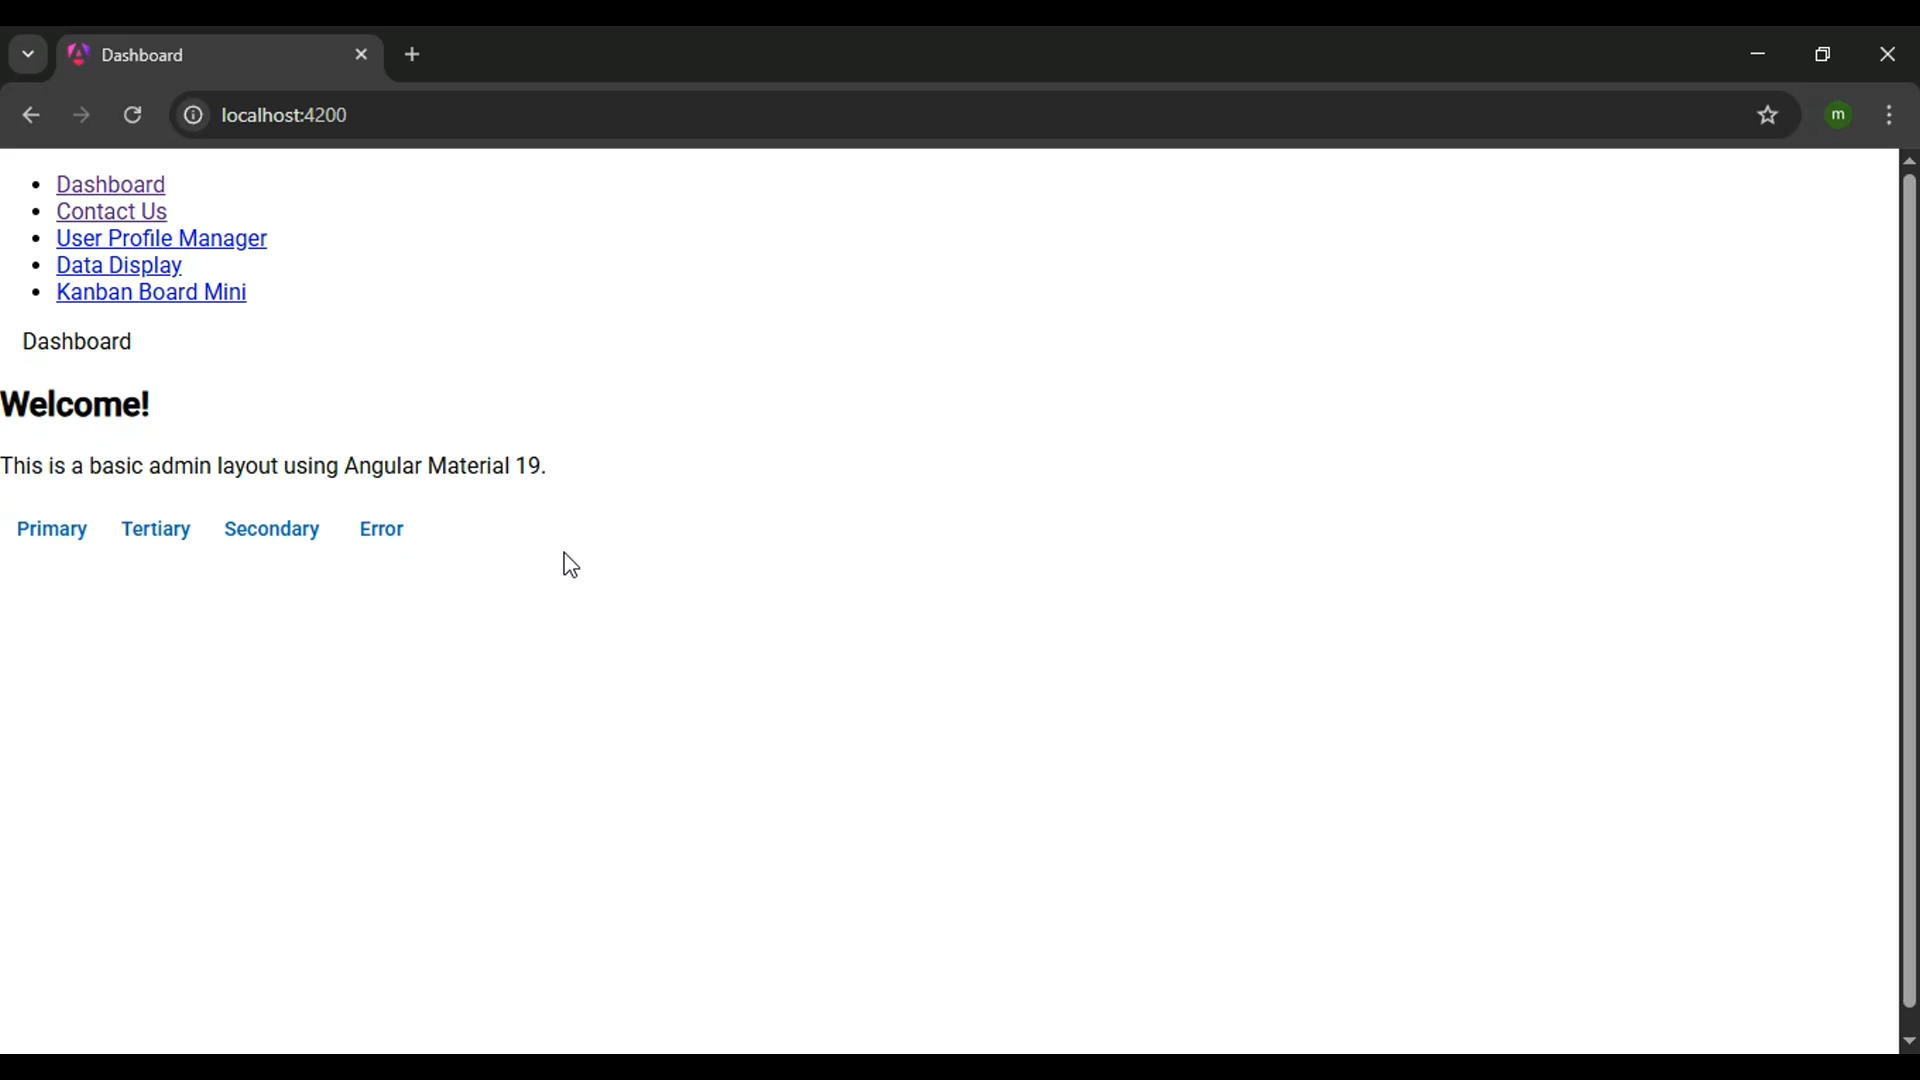 Dashboard
localhost:4200
m
Dashboard
Contact Us
User Profile Manager
Data Display
Kanban Board Mini
Dashboard
Welcome!
This is a basic admin layout using Angular Material 19.
Primary Tertiary Secondary Error